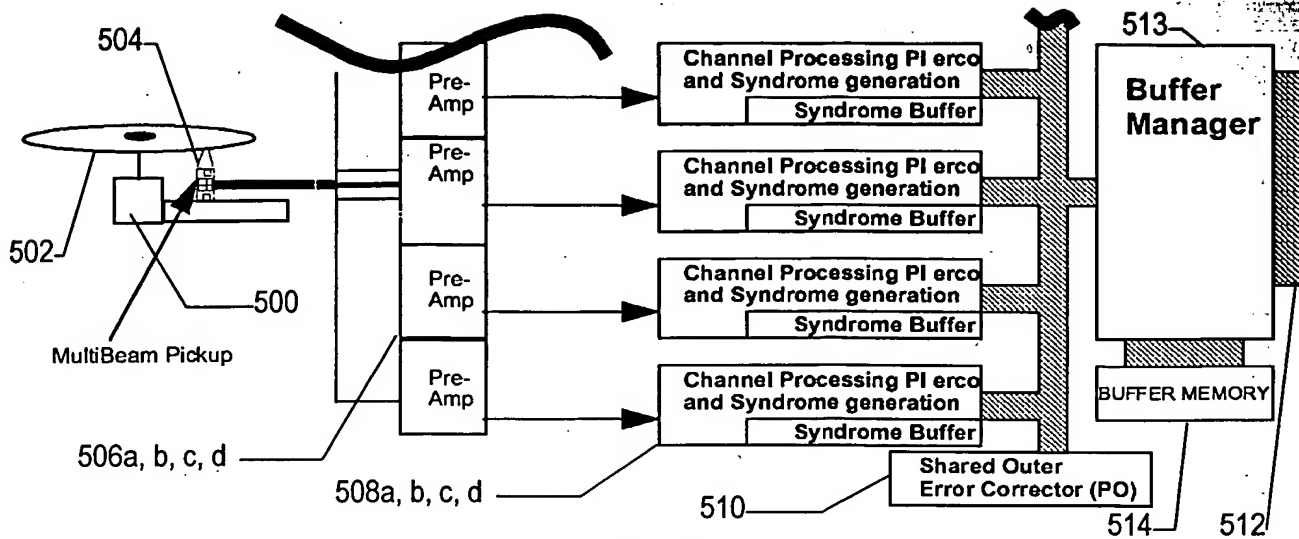 504
502
500
MultiBeam Pickup
Pre-
Amp
Pre-
Amp
Pre-
Amp
Pre-
Amp
506a, b, c, d
Channel Processing PI erco
and Syndrome generation
Syndrome Buffer
Channel Processing PI erco
and Syndrome generation
Syndrome Buffer
Channel Processing PI erco
and Syndrome generation
Syndrome Buffer
Channel Processing PI erco
and Syndrome generation
Syndrome Buffer
508a, b, c, d
510
Shared Outer
Error Corrector (PO)
513
Buffer
Manager
BUFFER MEMORY
514
512